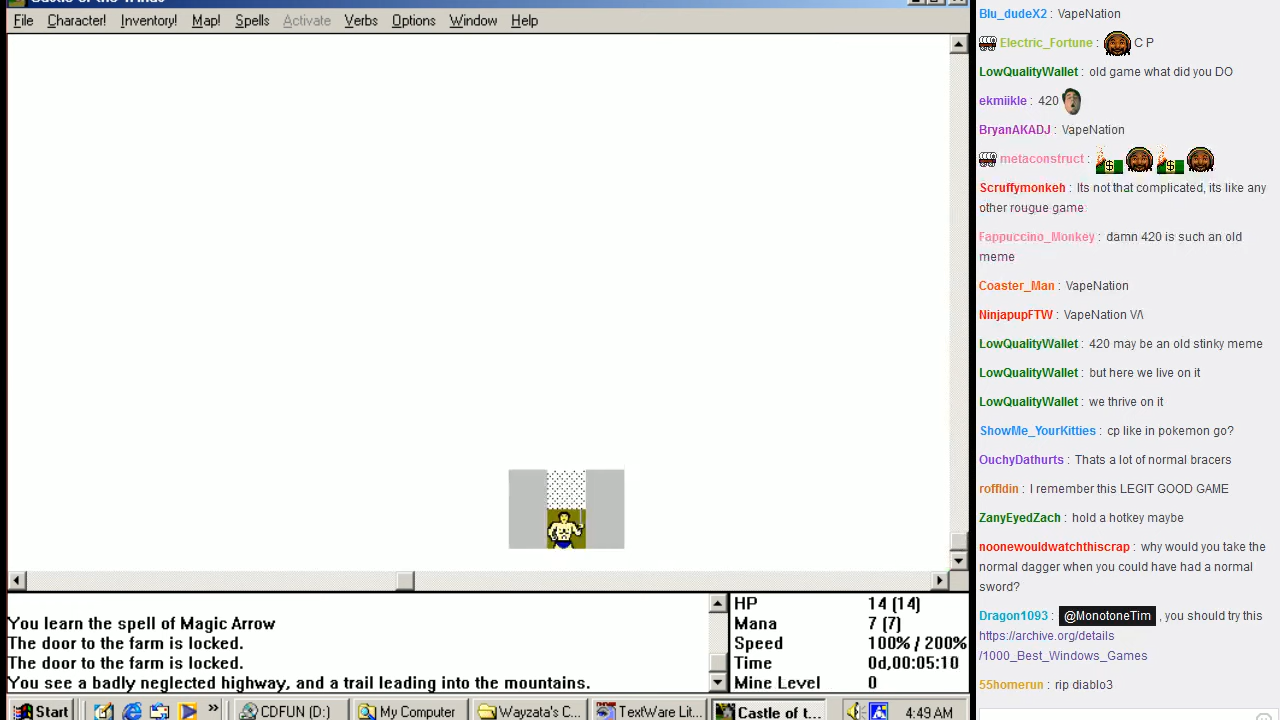 File Character! Inventory! Map! Spells Activate Verbs Options Window Help
You learn the spell of Magic Arrow
The door to the farm is locked.
The door to the farm is locked.
You see a badly neglected highway, and a trail leading into the mountains.
HP 14 (14)
Mana 7 (7)
Speed 100% / 200%
Time 0d,00:05:10
Mine Level 0
Start » CDFUN (D:) My Computer Wayzata's C... TextWare Lit... Castle of t... 4:49 AM
Blu_dudeX2 : VapeNation
Electric_Fortune : C P
LowQualityWallet : old game what did you DO
ekmiikle : 420
BryanAKADJ : VapeNation
metaconstruct :
Scruffymonkeh : Its not that complicated, its like any
other rougue game
Fappuccino_Monkey : damn 420 is such an old
meme
Coaster_Man : VapeNation
NinjapupFTW : VapeNation V/\
LowQualityWallet : 420 may be an old stinky meme
LowQualityWallet : but here we live on it
LowQualityWallet : we thrive on it
ShowMe_YourKitties : cp like in pokemon go?
OuchyDathurts : Thats a lot of normal bracers
roffldin : I remember this LEGIT GOOD GAME
ZanyEyedZach : hold a hotkey maybe
noonewouldwatchthiscrap : why would you take the
normal dagger when you could have had a normal
sword?
Dragon1093 : @MonotoneTim , you should try this
https://archive.org/details
/1000_Best_Windows_Games
55homerun : rip diablo3